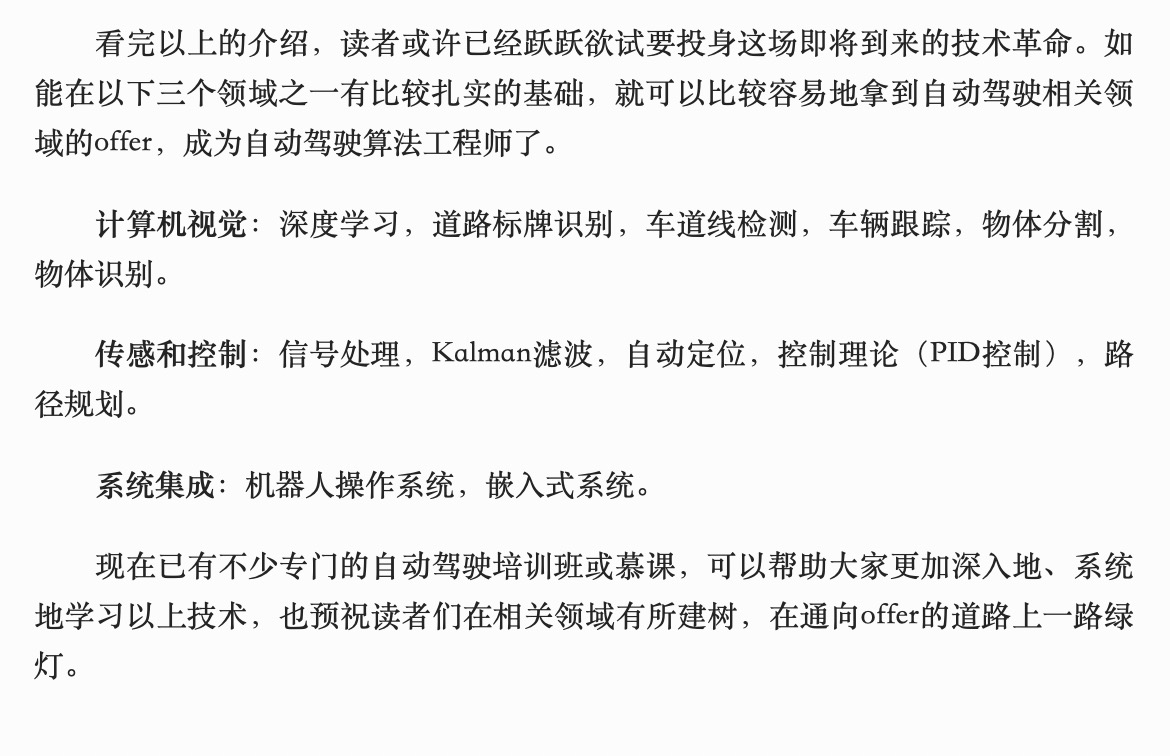 看完以上的介绍，读者或许已经跃跃欲试要投身这场即将到来的技术革命。如
能在以下三个领域之一有比较扎实的基础，就可以比较容易地拿到自动驾驶相关领
域的offer，成为自动驾驶算法工程师了。
计算机视觉：深度学习，道路标牌识别，车道线检测，车辆跟踪，物体分割，
物体识别。
传感和控制：信号处理，Kalman滤波，自动定位，控制理论（PID控制），路
径规划。
系统集成：机器人操作系统，嵌入式系统。
现在已有不少专门的自动驾驶培训班或慕课，可以帮助大家更加深入地、系统
地学习以上技术，也预祝读者们在相关领域有所建树，在通向offer的道路上一路绿
灯。